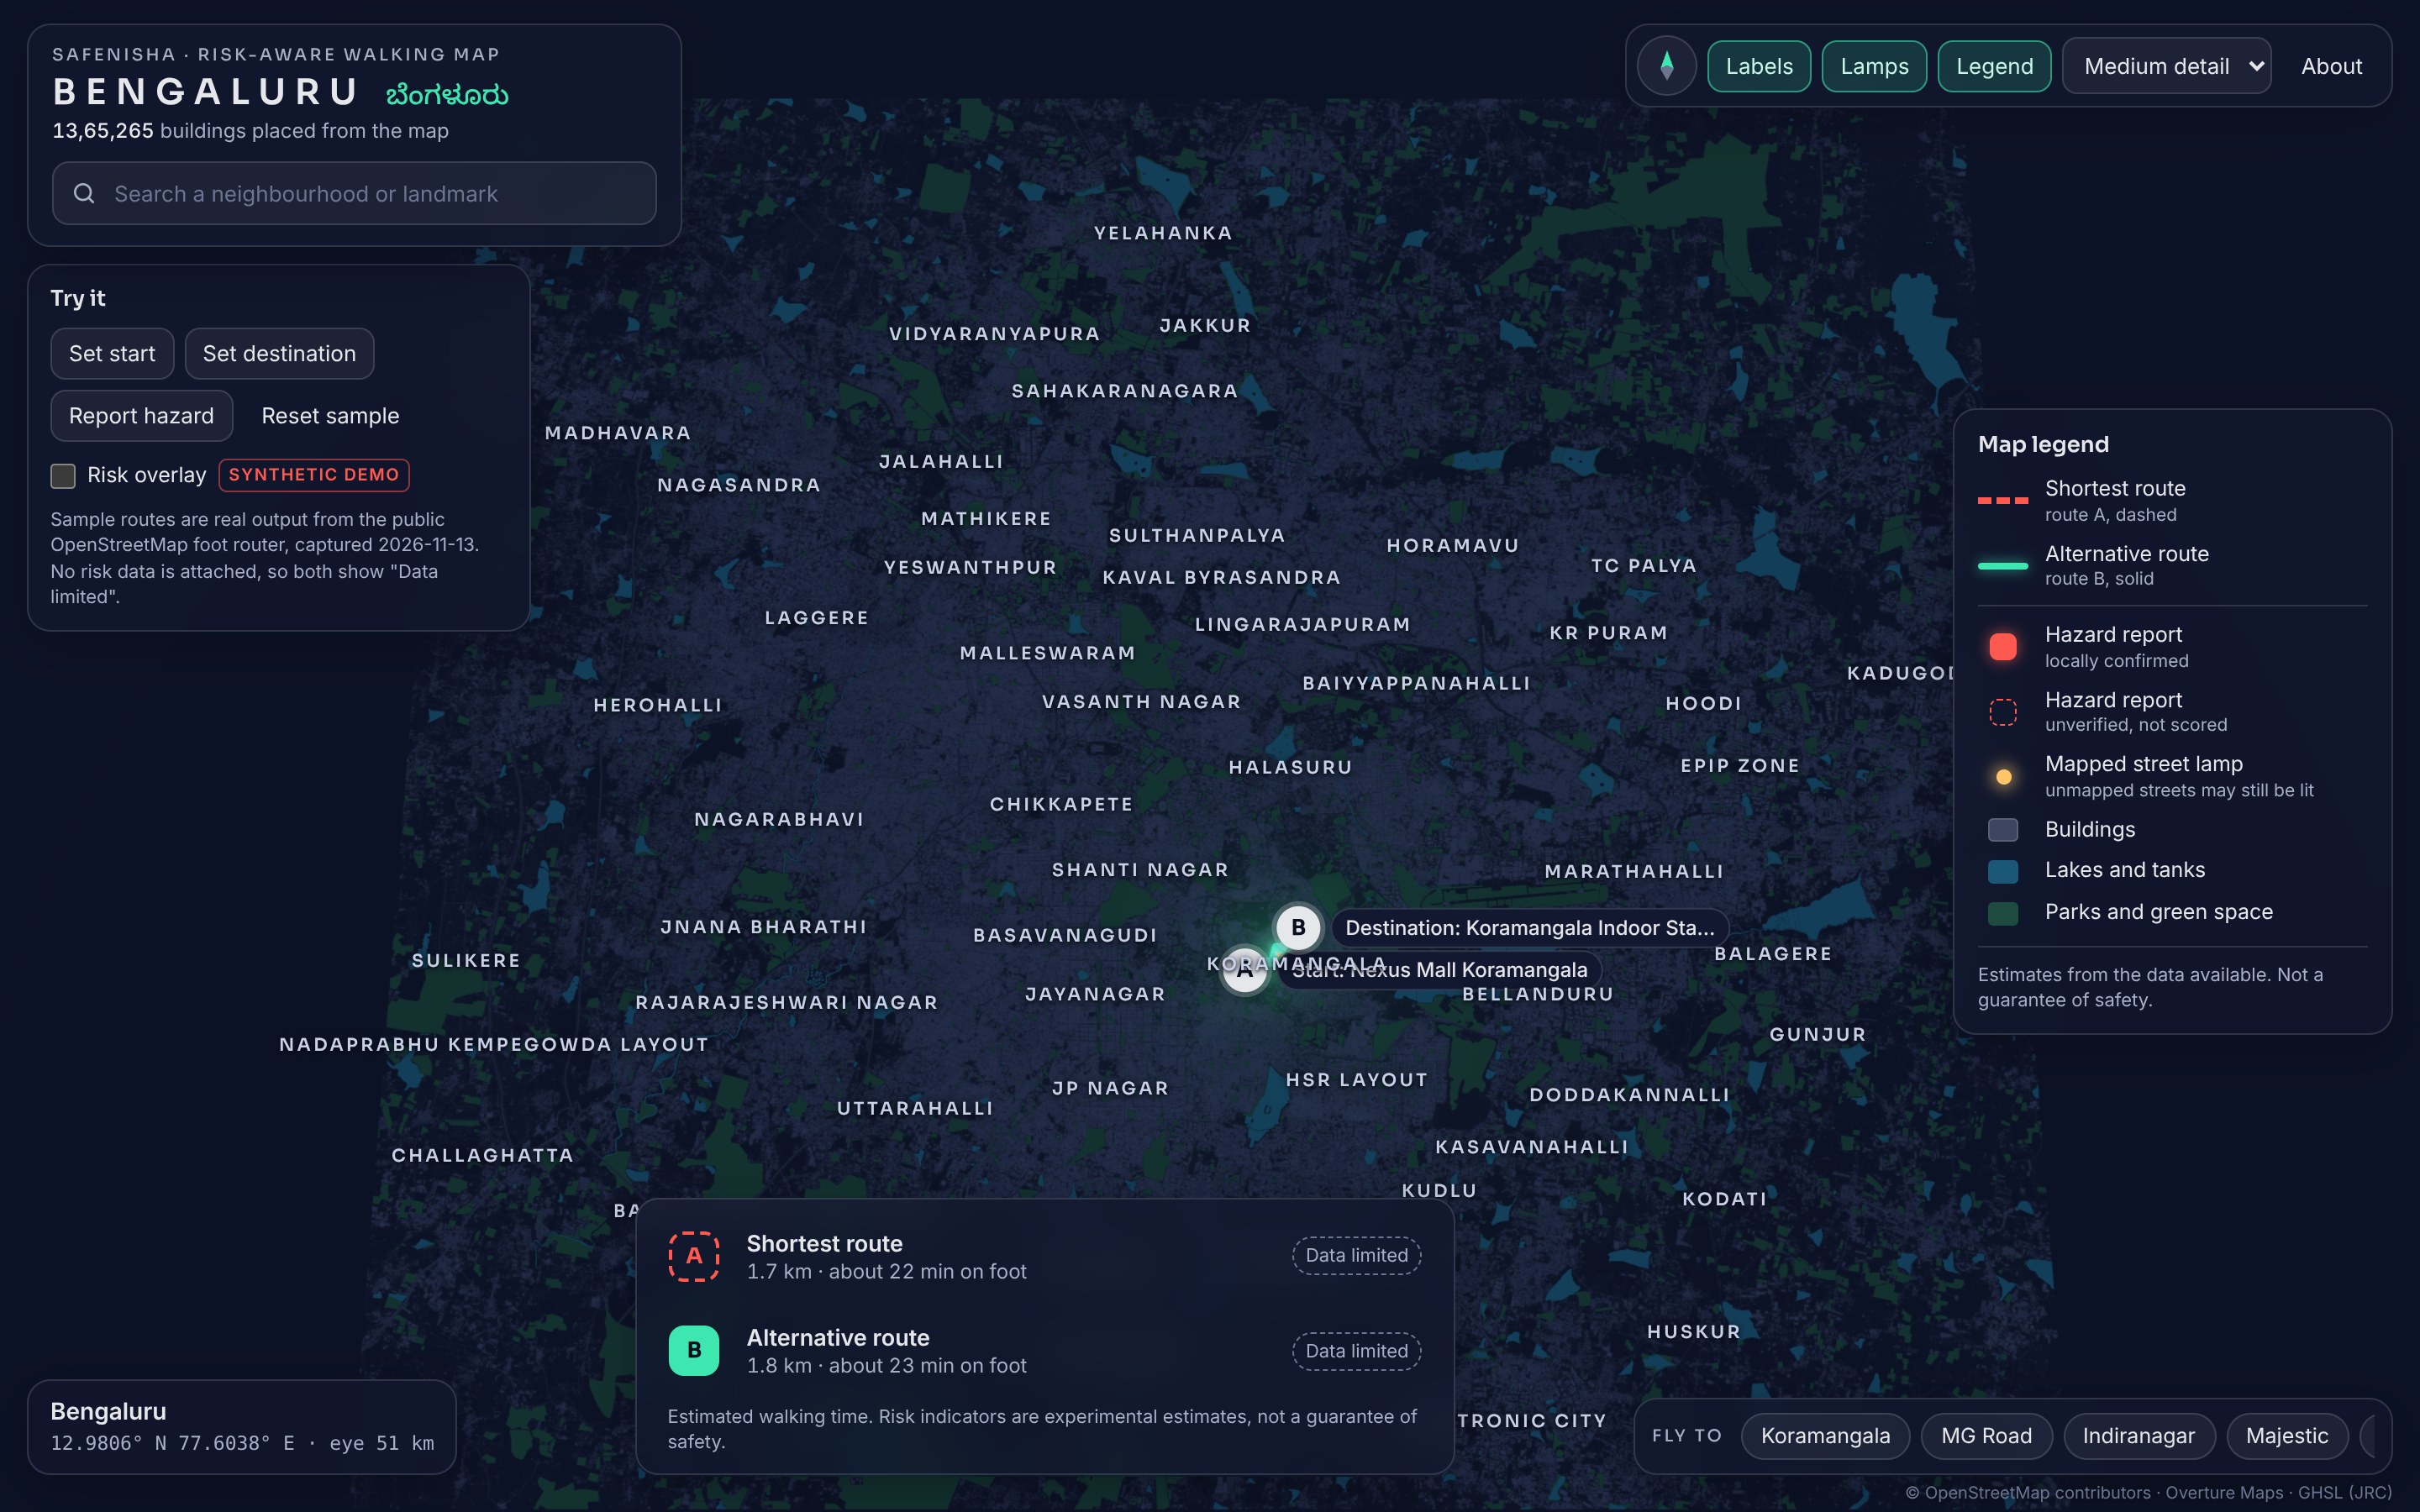 SAFENISHA · RISK-AWARE WALKING MAP
BENGALURU ಬೆಂಗಳೂರು
13,65,265 buildings placed from the map
Search a neighbourhood or landmark
Labels
Lamps
Legend
Medium detail
About
Try it
Set start
Set destination
Report hazard
Reset sample
Risk overlay SYNTHETIC DEMO
Sample routes are real output from the public
OpenStreetMap foot router, captured 2026-11-13.
No risk data is attached, so both show "Data
limited".
YELAHANKA
VIDYARANYAPURA
JAKKUR
SAHAKARANAGARA
MADHAVARA
JALAHALLI
NAGASANDRA
MATHIKERE
SULTHANPALYA
HORAMAVU
YESWANTHPUR
KAVAL BYRASANDRA
TC PALYA
LAGGERE
LINGARAJAPURAM
KR PURAM
MALLESWARAM
KADUGOD
BAIYYAPPANAHALLI
HEROHALLI
VASANTH NAGAR
HOODI
HALASURU
EPIP ZONE
CHIKKAPETE
NAGARABHAVI
SHANTI NAGAR
MARATHAHALLI
JNANA BHARATHI
BASAVANAGUDI
B
Destination: Koramangala Indoor Sta...
BALAGERE
SULIKERE
KORAMANGALA
A
Start: Nexus Mall Koramangala
RAJARAJESHWARI NAGAR
JAYANAGAR
BELLANDURU
GUNJUR
NADAPRABHU KEMPEGOWDA LAYOUT
JP NAGAR
HSR LAYOUT
DODDAKANNALLI
UTTARAHALLI
KASAVANAHALLI
CHALLAGHATTA
KUDLU
KODATI
BA
HUSKUR
TRONIC CITY
Map legend
Shortest route
route A, dashed
Alternative route
route B, solid
Hazard report
locally confirmed
Hazard report
unverified, not scored
Mapped street lamp
unmapped streets may still be lit
Buildings
Lakes and tanks
Parks and green space
Estimates from the data available. Not a
guarantee of safety.
A
Shortest route
1.7 km · about 22 min on foot
Data limited
B
Alternative route
1.8 km · about 23 min on foot
Data limited
Estimated walking time. Risk indicators are experimental estimates, not a guarantee of
safety.
Bengaluru
12.9806° N 77.6038° E · eye 51 km
FLY TO
Koramangala
MG Road
Indiranagar
Majestic
© OpenStreetMap contributors · Overture Maps · GHSL (JRC)